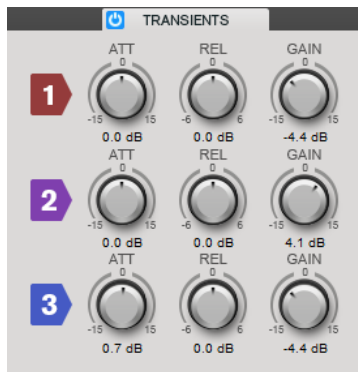 TRANSIENTS
ATT REL GAIN
0 0 0
1
-15 15 -6 6 -15 15
0.0 dB 0.0 dB -4.4 dB
ATT REL GAIN
0 0 0
2
-15 15 -6 6 -15 15
0.0 dB 0.0 dB 4.1 dB
ATT REL GAIN
0 0 0
3
-15 15 -6 6 -15 15
0.7 dB 0.0 dB -4.4 dB